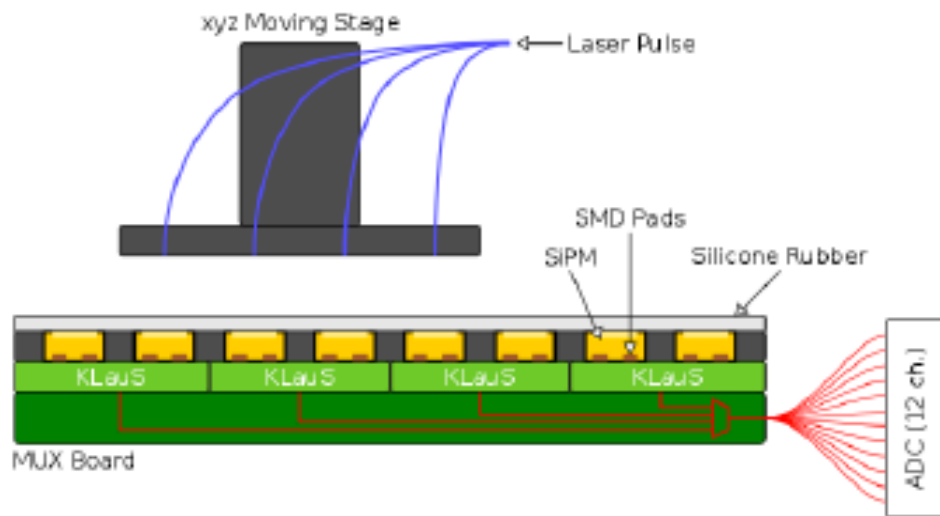 xyz Moving Stage
Laser Pulse
SMD Pads
SiPM
Silicone Rubber
KLauS
KLauS
KLauS
KLauS
ADC (12 ch.)
MUX Board